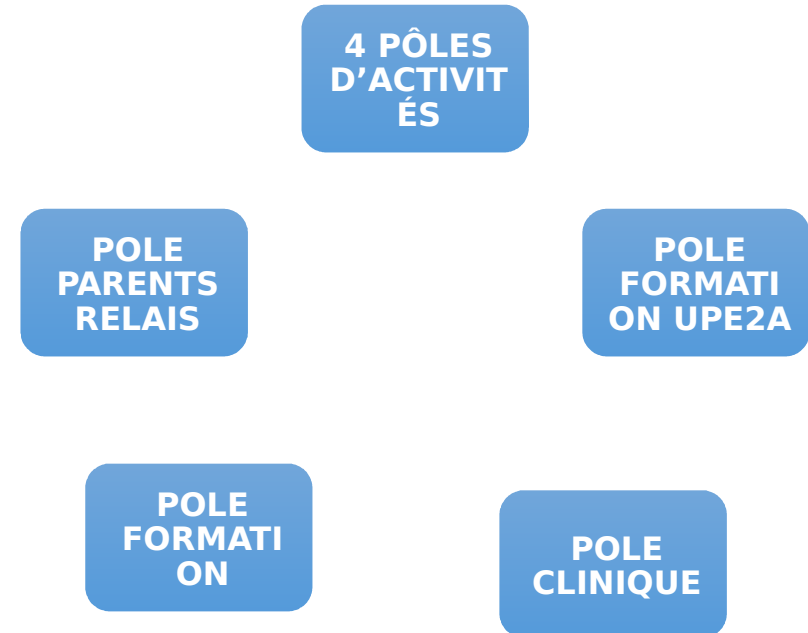 4 PÔLES
D’ACTIVIT
ÉS
POLE
PARENTS
RELAIS
POLE
FORMATI
ON UPE2A
POLE
FORMATI
ON
POLE
CLINIQUE